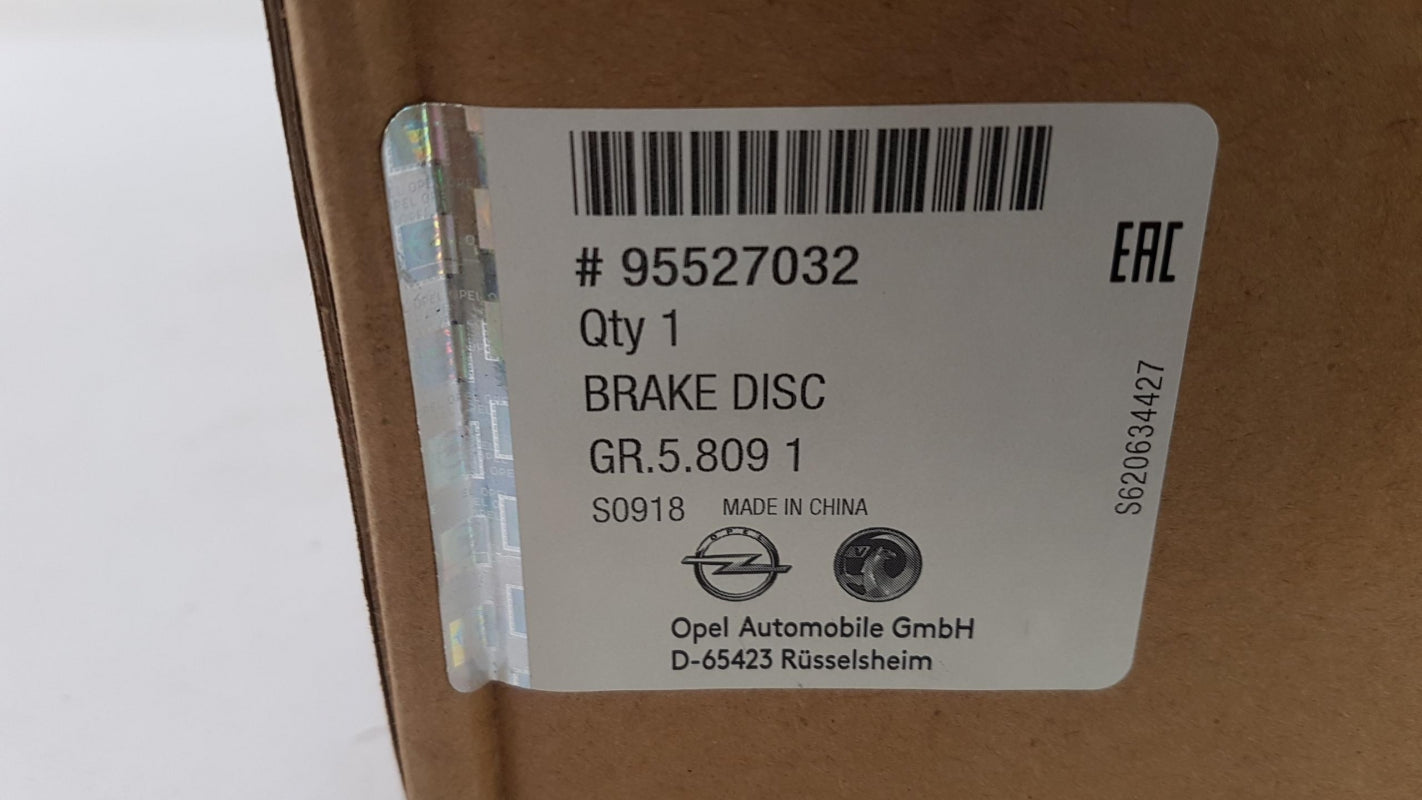 # 95527032
Qty 1
BRAKE DISC
GR.5.809 1
S0918 MADE IN CHINA
OPEL
Opel Automobile GmbH
D-65423 Rüsselsheim
EAC
S620634427